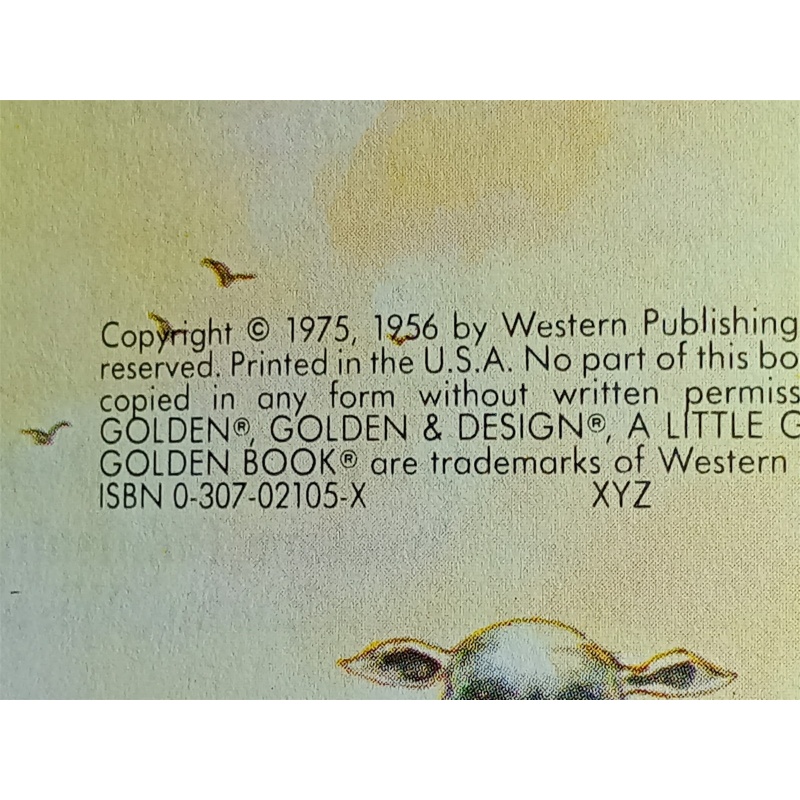 Copyright © 1975, 1956 by Western Publishing
reserved. Printed in the U.S.A. No part of this bo
copied in any form without written permiss
GOLDEN®, GOLDEN & DESIGN®, A LITTLE G
GOLDEN BOOK® are trademarks of Western
ISBN 0-307-02105-X XYZ